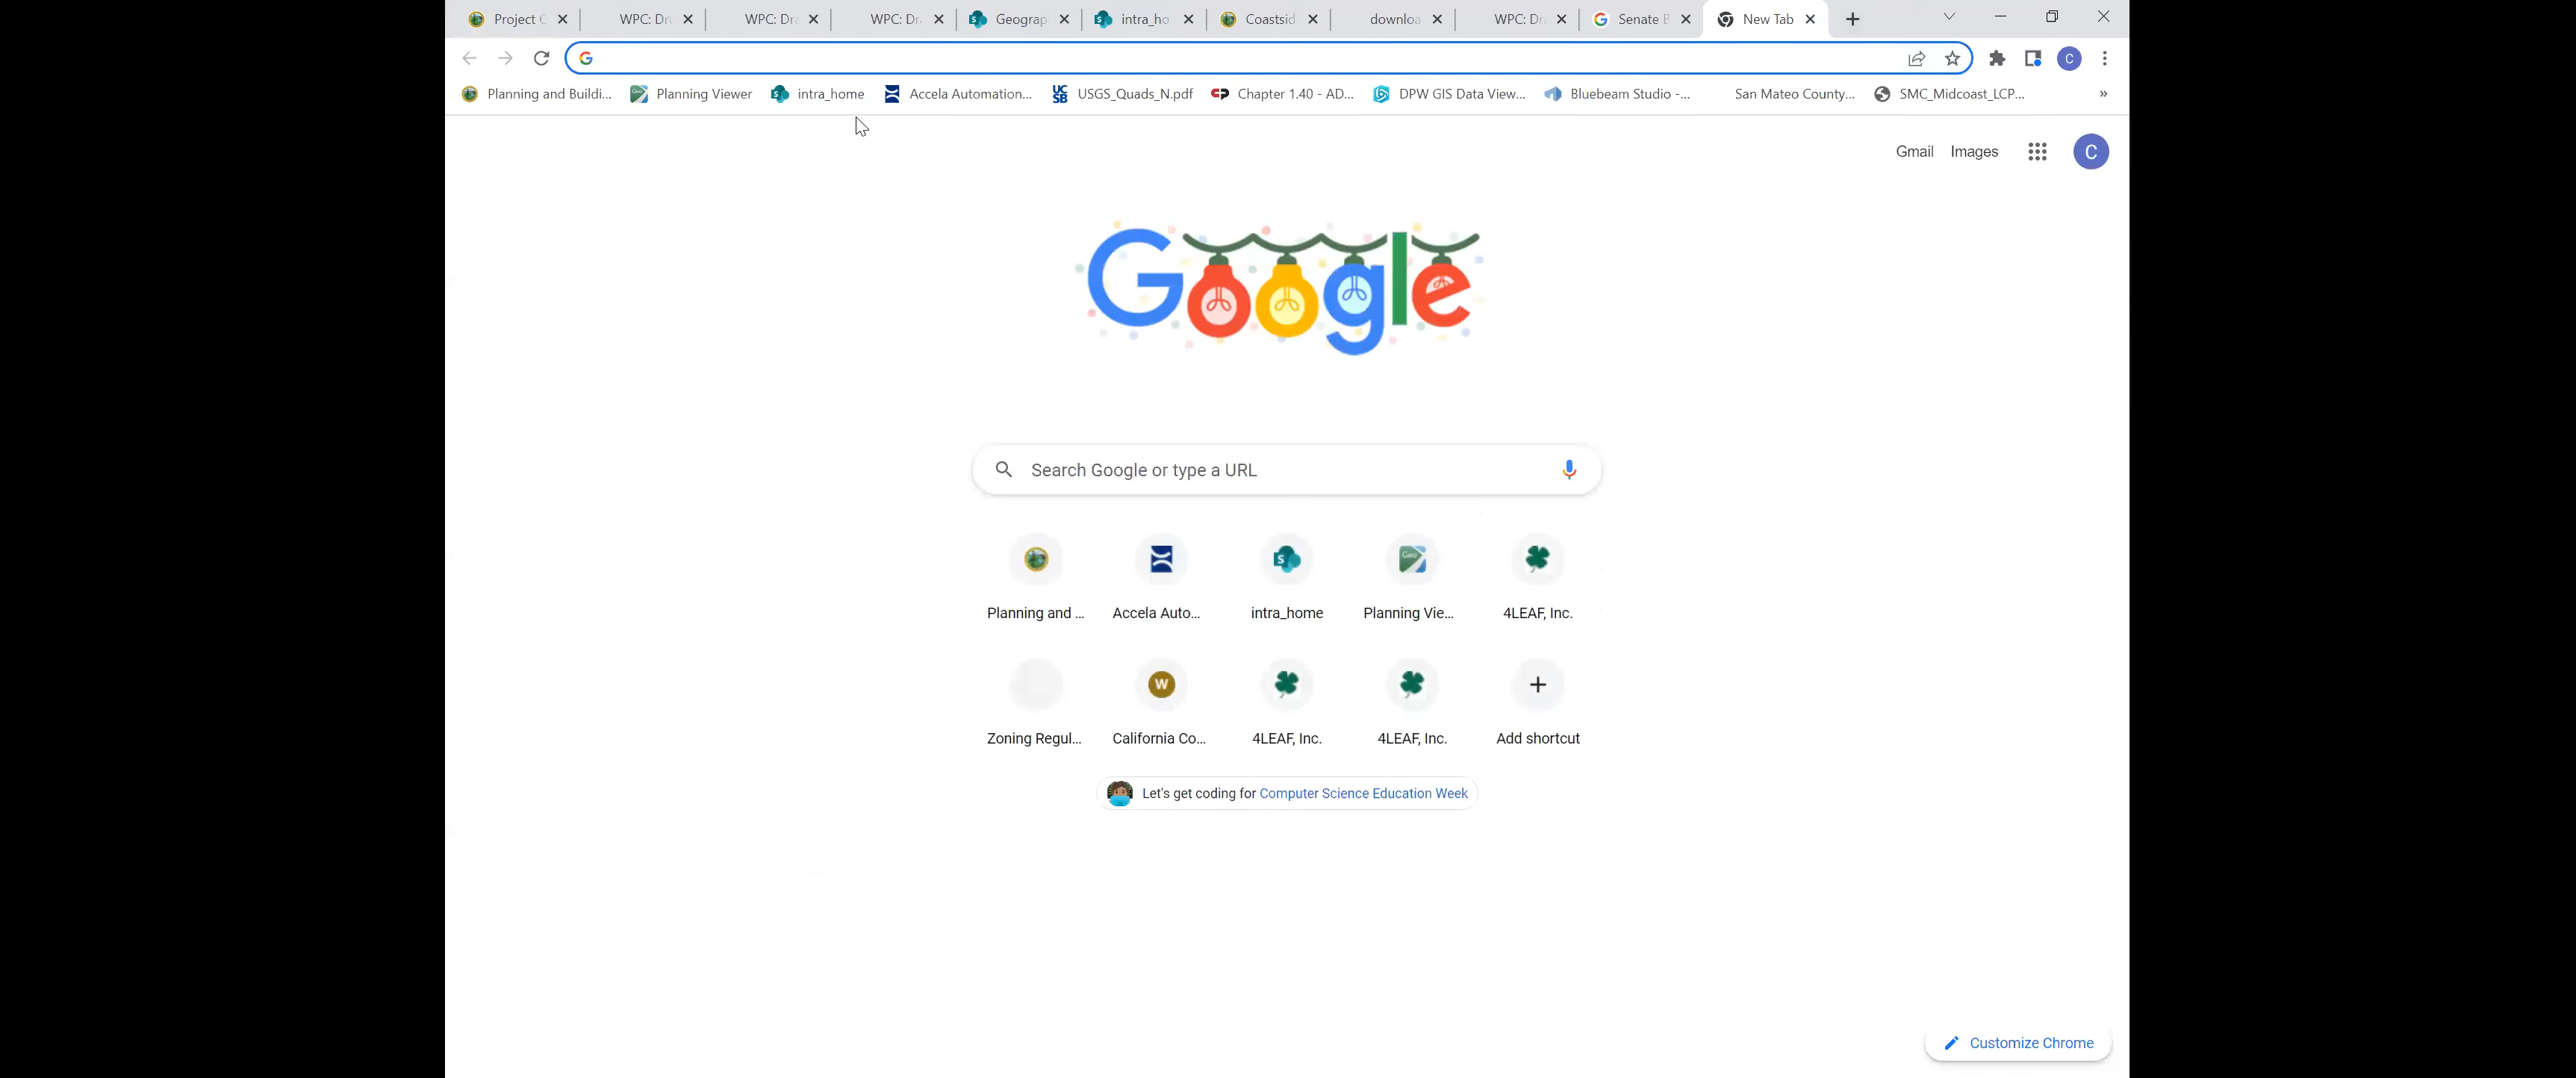 Project C WPC: Dr WPC: Dra WPC: Dr Geograp intra_ho Coastsid downloa WPC: Dr Senate B New Tab
Planning and Buildi... Planning Viewer intra_home Accela Automation... USGS_Quads_N.pdf Chapter 1.40 - AD... DPW GIS Data View... Bluebeam Studio -... San Mateo County... SMC_Midcoast_LCP... »
Gmail Images C
Google
Search Google or type a URL
Planning and ... Accela Auto... intra_home Planning Vie... 4LEAF, Inc.
W
Zoning Regul... California Co... 4LEAF, Inc. 4LEAF, Inc. Add shortcut
Let's get coding for Computer Science Education Week
Customize Chrome